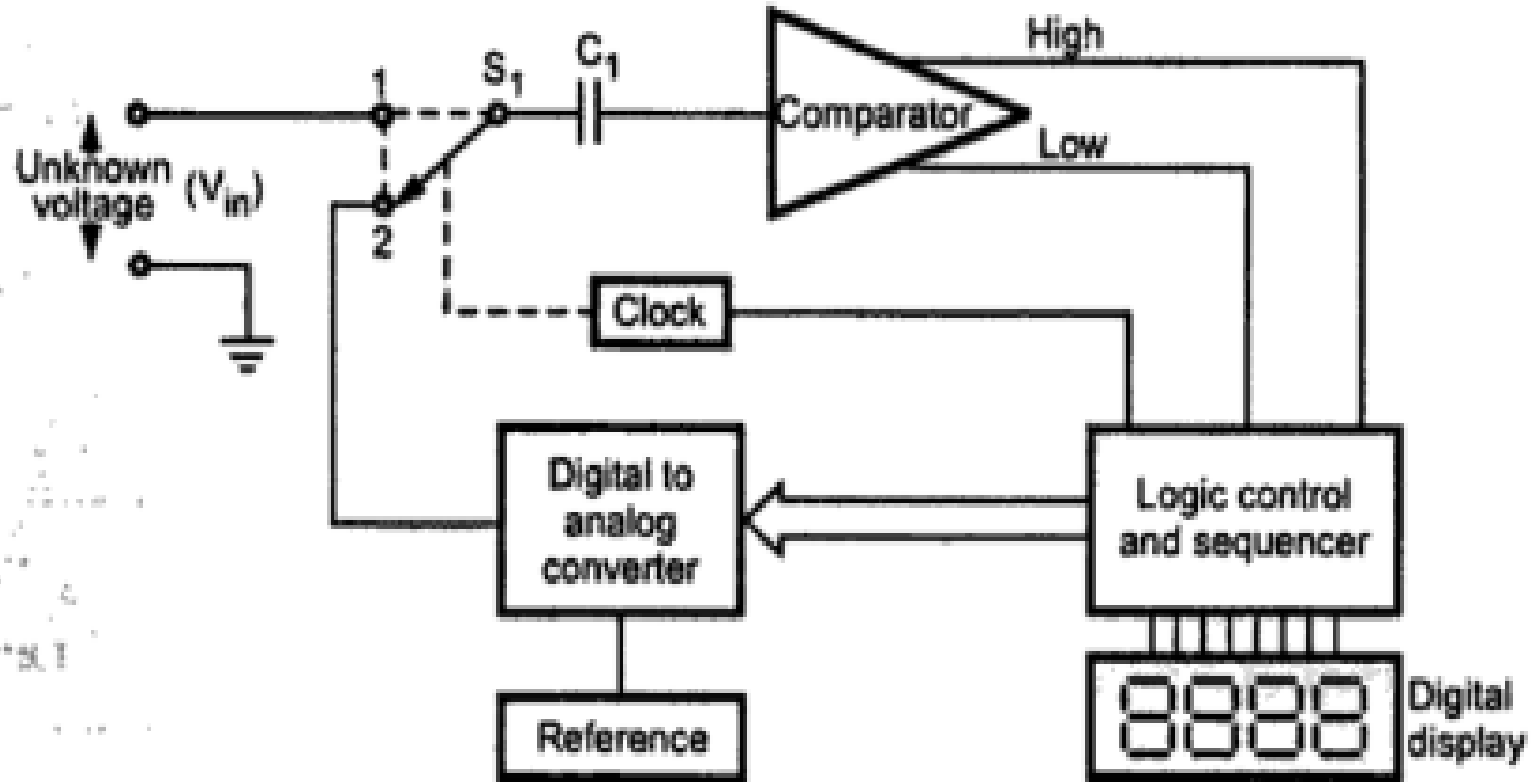 High
1
S1
C1
Comparator
Low
Unknown
voltage
(Vin)
2
Clock
Digital to
analog
converter
Logic control
and sequencer
Reference
8888
Digital
display